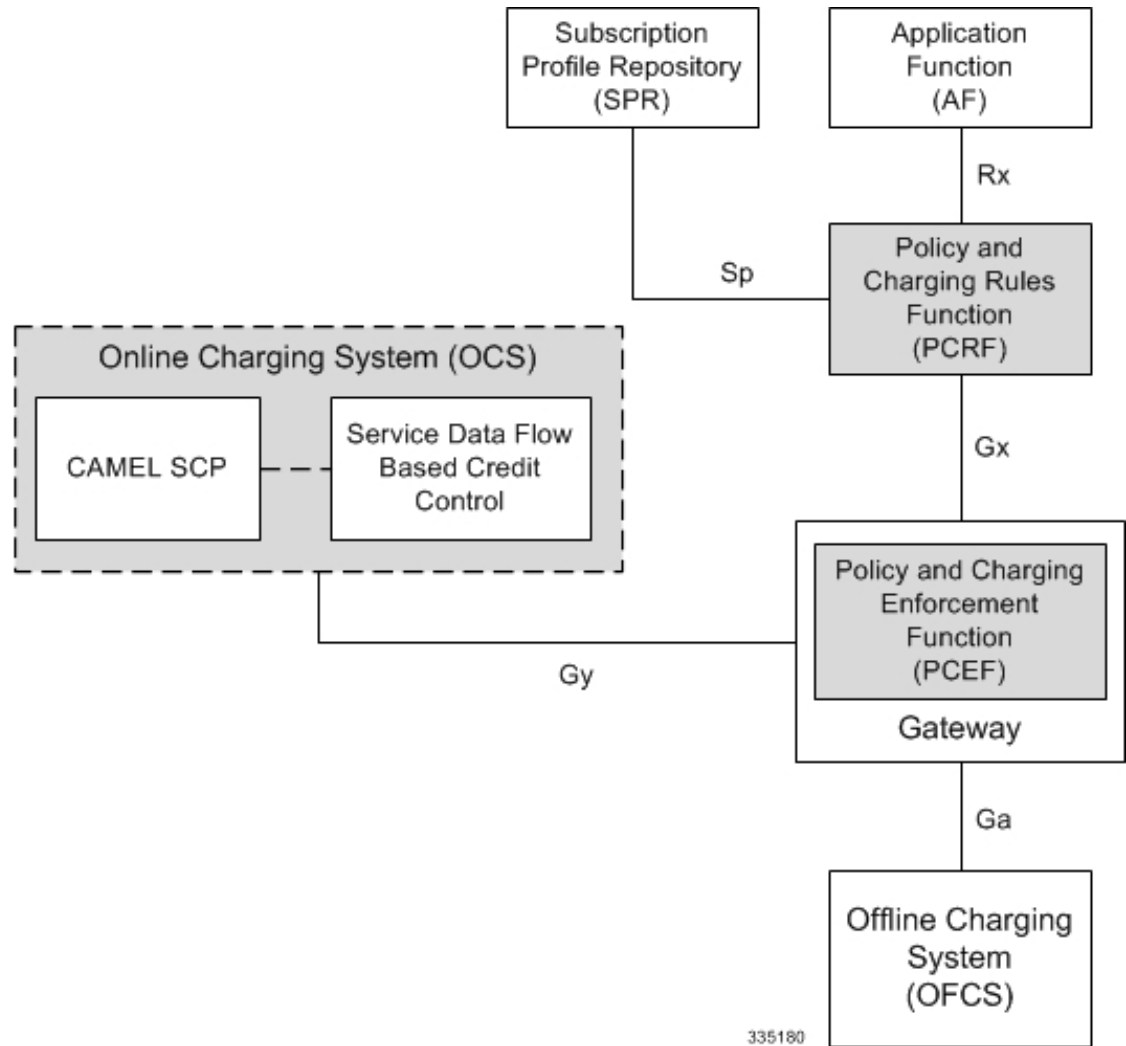 Subscription
Profile Repository
(SPR)
Application
Function
(AF)
Rx
Sp
Policy and
Charging Rules
Function
(PCRF)
Online Charging System (OCS)
CAMEL SCP
Service Data Flow
Based Credit
Control
Gx
Policy and Charging
Enforcement
Function
(PCEF)
Gateway
Gy
Ga
Offline Charging
System
(OFCS)
335180